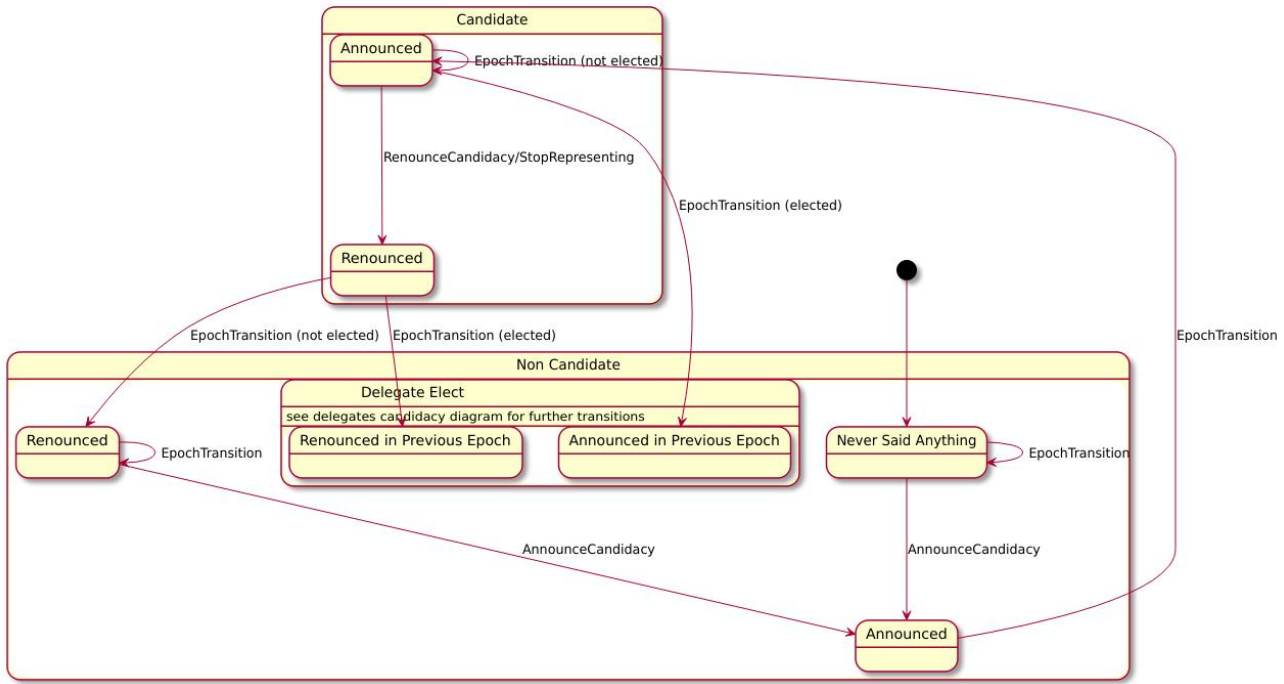 Candidate
Announced
EpochTransition (not elected)
RenounceCandidacy/StopRepresenting
EpochTransition (elected)
Renounced
EpochTransition (not elected)
EpochTransition (elected)
EpochTransition
Non Candidate
Delegate Elect
see delegates candidacy diagram for further transitions
Renounced
Renounced in Previous Epoch
Announced in Previous Epoch
Never Said Anything
EpochTransition
EpochTransition
AnnounceCandidacy
AnnounceCandidacy
Announced